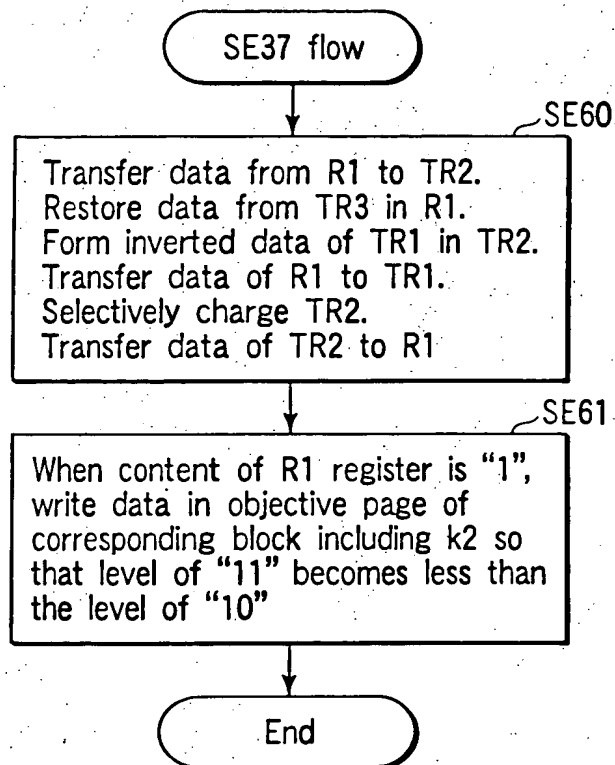 SE37 flow
SE60
Transfer data from R1 to TR2.
Restore data from TR3 in R1.
Form inverted data of TR1 in TR2.
Transfer data of R1 to TR1.
Selectively charge TR2.
Transfer data of TR2 to R1
SE61
When content of R1 register is “1”,
write data in objective page of
corresponding block including k2 so
that level of “11” becomes less than
the level of “10”
End